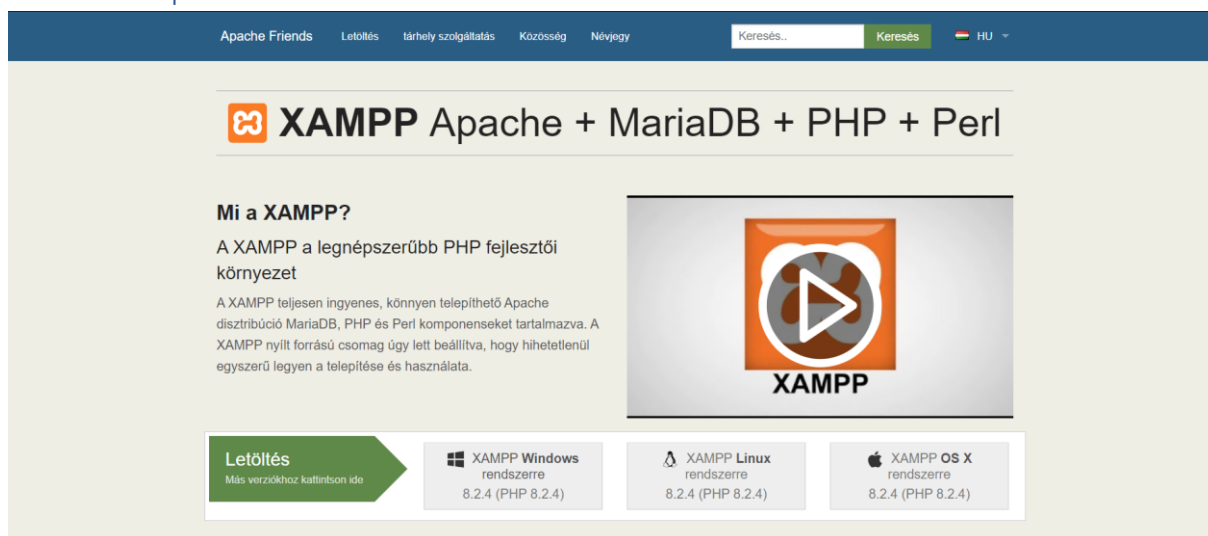 Apache Friends Letöltés tárhely szolgáltatás Közösség Névjegy Keresés.. Keresés HU
XAMPP Apache + MariaDB + PHP + Perl
Mi a XAMPP?
A XAMPP a legnépszerűbb PHP fejlesztői
környezet
A XAMPP teljesen ingyenes, könnyen telepíthető Apache
disztribúció MariaDB, PHP és Perl komponenseket tartalmazva. A
XAMPP nyílt forrású csomag úgy lett beállítva, hogy hihetetlenül
egyszerű legyen a telepítése és használata.
XAMPP
Letöltés
Más verziókhoz kattintson ide
XAMPP Windows
rendszerre
8.2.4 (PHP 8.2.4)
XAMPP Linux
rendszerre
8.2.4 (PHP 8.2.4)
XAMPP OS X
rendszerre
8.2.4 (PHP 8.2.4)